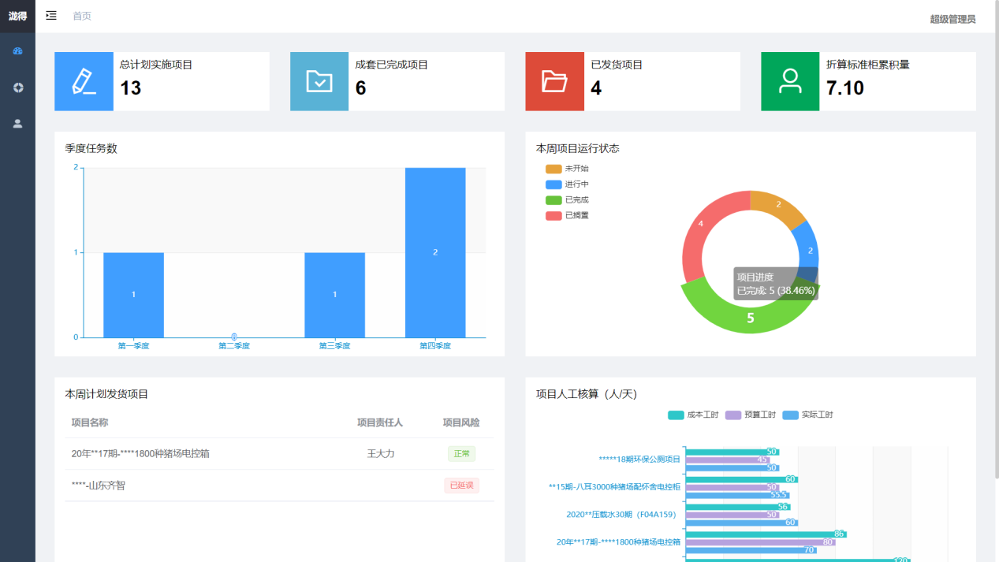 泷得
首页
超级管理员
总计划实施项目
13
成套已完成项目
6
已发货项目
4
折算标准柜累积量
7.10
季度任务数
2
1
0
1
0
1
2
第一季度
第二季度
第三季度
第四季度
本周项目运行状态
未开始
进行中
已完成
已搁置
2
4
2
项目进度
已完成: 5 (38.46%)
5
本周计划发货项目
项目名称 项目责任人 项目风险
20年**17期-****1800种猪场电控箱 王大力 正常
****-山东齐智 已延误
项目人工核算（人/天）
成本工时 预算工时 实际工时
*****18期环保公厕项目
50
45
50
**15期-八耳3000种猪场配怀舍电控柜
60
50
55.5
2020**压载水30期（F04A159）
56
50
60
20年**17期-****1800种猪场电控箱
86
80
70
120